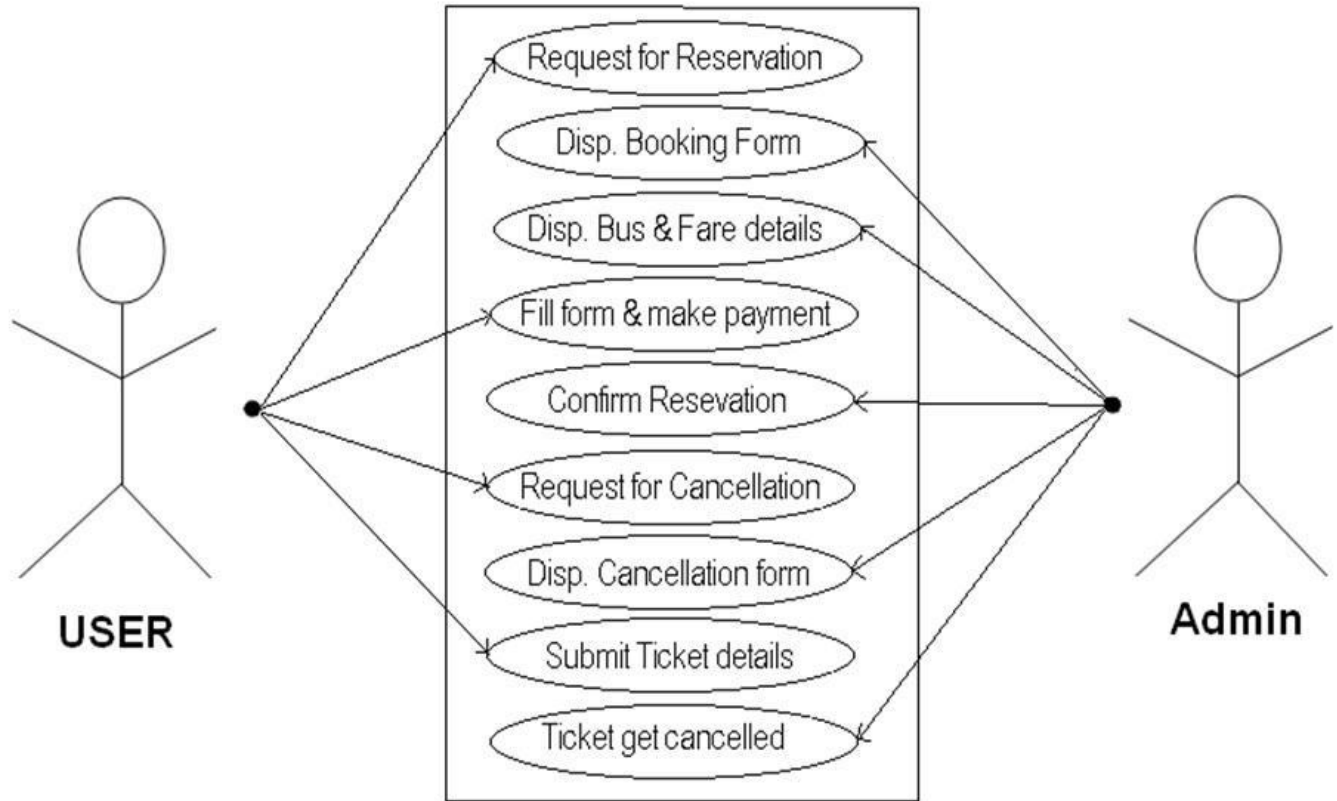 Request for Reservation
Disp. Booking Form
Disp. Bus & Fare details
Fill form & make payment
Confirm Resevation
Request for Cancellation
Disp. Cancellation form
Submit Ticket details
Ticket get cancelled
USER
Admin